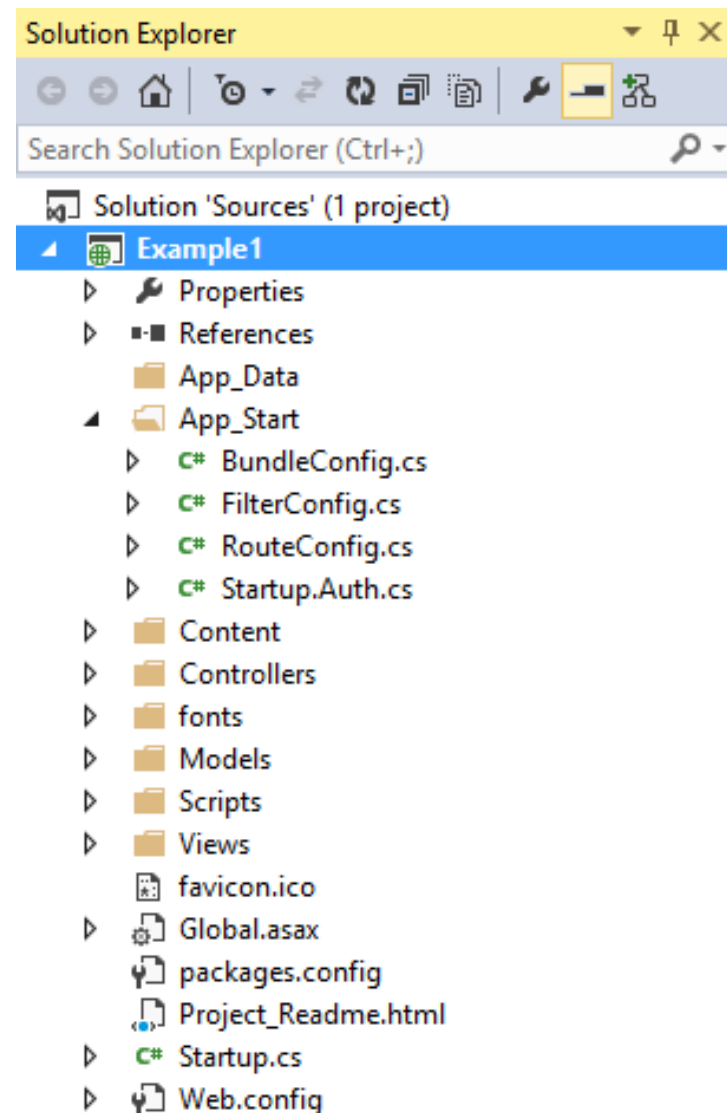 Solution Explorer
Search Solution Explorer (Ctrl+;)
Solution 'Sources' (1 project)
Example1
Properties
References
App_Data
App_Start
C# BundleConfig.cs
C# FilterConfig.cs
C# RouteConfig.cs
C# Startup.Auth.cs
Content
Controllers
fonts
Models
Scripts
Views
favicon.ico
Global.asax
packages.config
Project_Readme.html
C# Startup.cs
Web.config